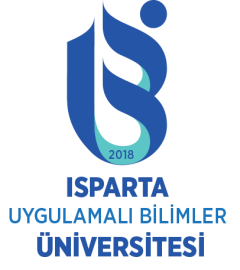 2018
ISPARTA
UYGULAMALI BİLİMLER
ÜNİVERSİTESİ